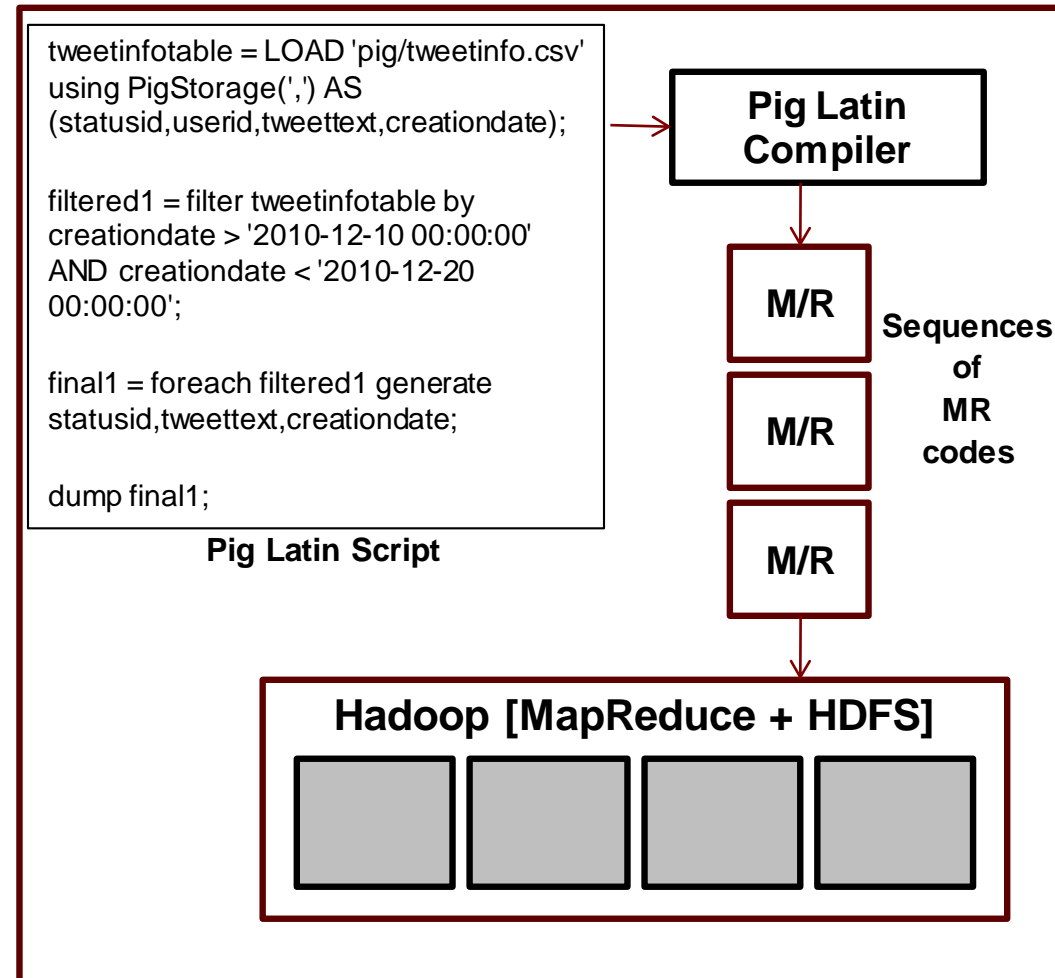 tweetinfotable = LOAD 'pig/tweetinfo.csv'
using PigStorage(',') AS
(statusid,userid,tweettext,creationdate);
filtered1 = filter tweetinfotable by
creationdate > '2010-12-10 00:00:00'
AND creationdate < '2010-12-20
00:00:00';
final1 = foreach filtered1 generate
statusid,tweettext,creationdate;
dump final1;
Pig Latin Script
Pig Latin
Compiler
M/R
M/R
M/R
Sequences
of
MR
codes
Hadoop [MapReduce + HDFS]